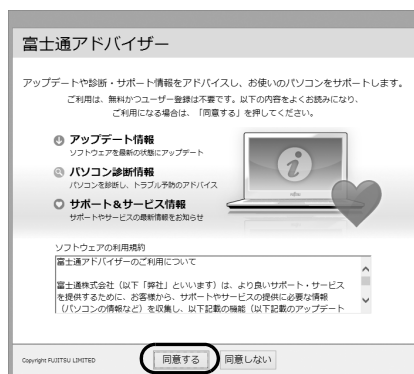 富士通アドバイザー
アップデートや診断・サポート情報をアドバイスし、お使いのパソコンをサポートします。
ご利用は、無料かつユーザー登録は不要です。以下の内容をよくお読みになり、
ご利用になる場合は、「同意する」を押してください。
アップデート情報
ソフトウェアを最新の状態にアップデート
パソコン診断情報
パソコンを診断し、トラブル予防のアドバイス
サポート&サービス情報
サポートやサービスの最新情報をお知らせ
ソフトウェアの利用規約
富士通アドバイザーのご利用について
富士通株式会社（以下「弊社」といいます）は、より良いサポート・サービス
を提供するために、お客様から、サポートやサービスの提供に必要な情報
（パソコンの情報など）を収集し、以下記載の機能（以下記載のアップデート
Copyright FUJITSU LIMITED
同意する
同意しない